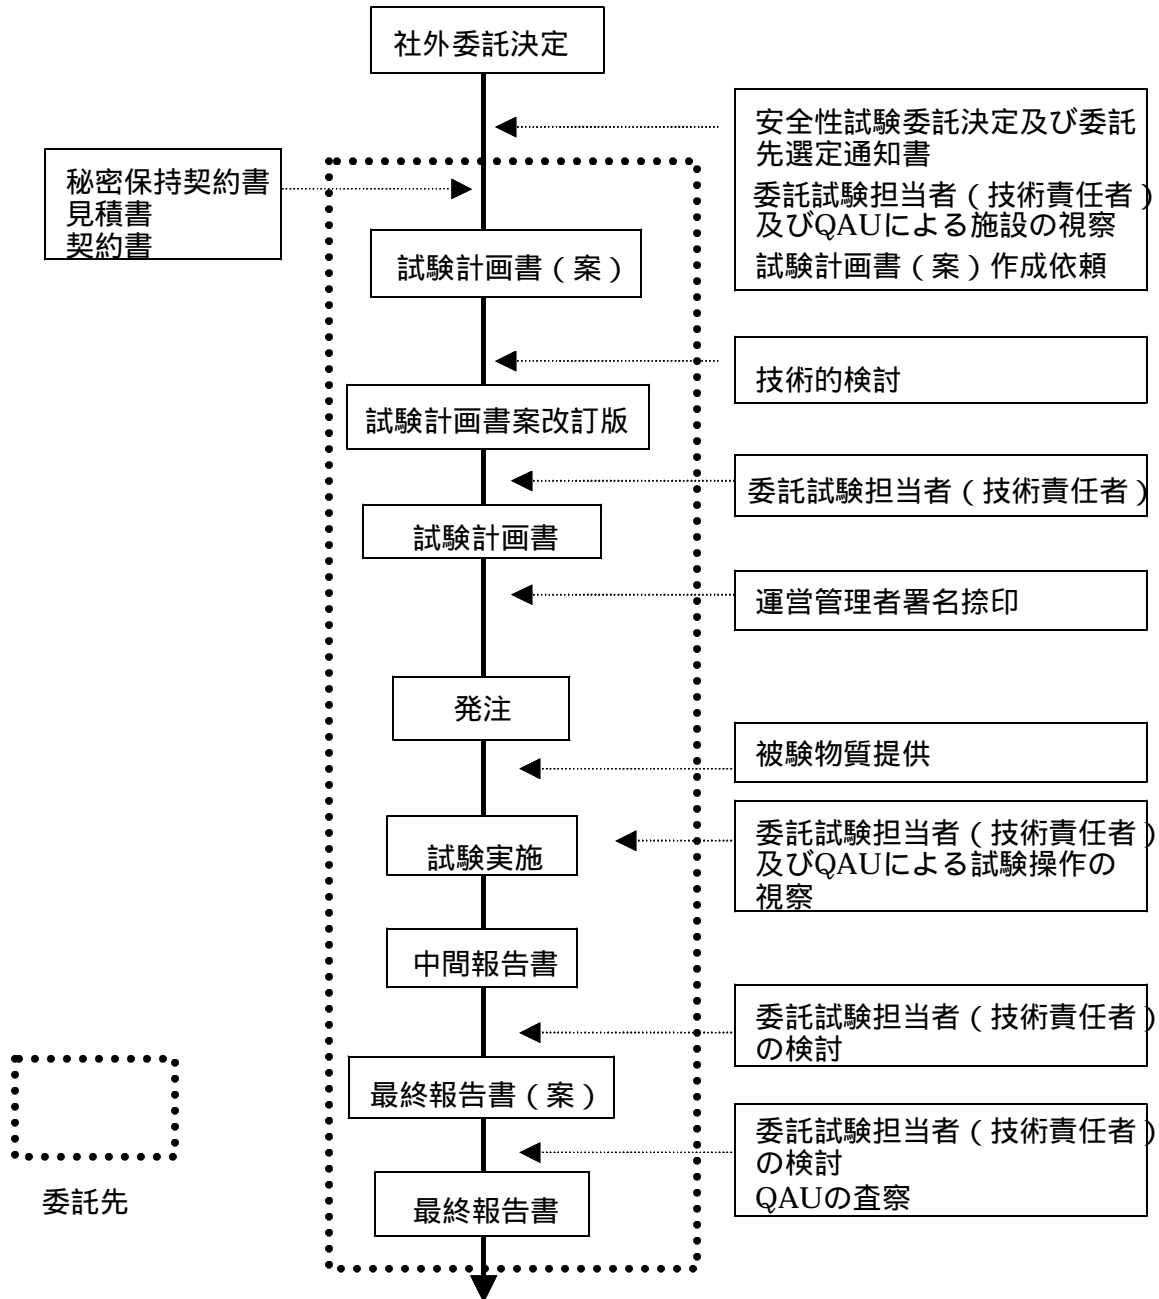 社外委託決定
安全性試験委託決定及び委託
先選定通知書
委託試験担当者（技術責任者）
及びQAUによる施設の視察
試験計画書（案）作成依頼
秘密保持契約書
見積書
契約書
試験計画書（案）
技術的検討
試験計画書案改訂版
委託試験担当者（技術責任者）
試験計画書
運営管理者署名捺印
発注
被験物質提供
試験実施
委託試験担当者（技術責任者）
及びQAUによる試験操作の
視察
中間報告書
委託試験担当者（技術責任者）
の検討
最終報告書（案）
委託試験担当者（技術責任者）
の検討
QAUの査察
最終報告書
委託先